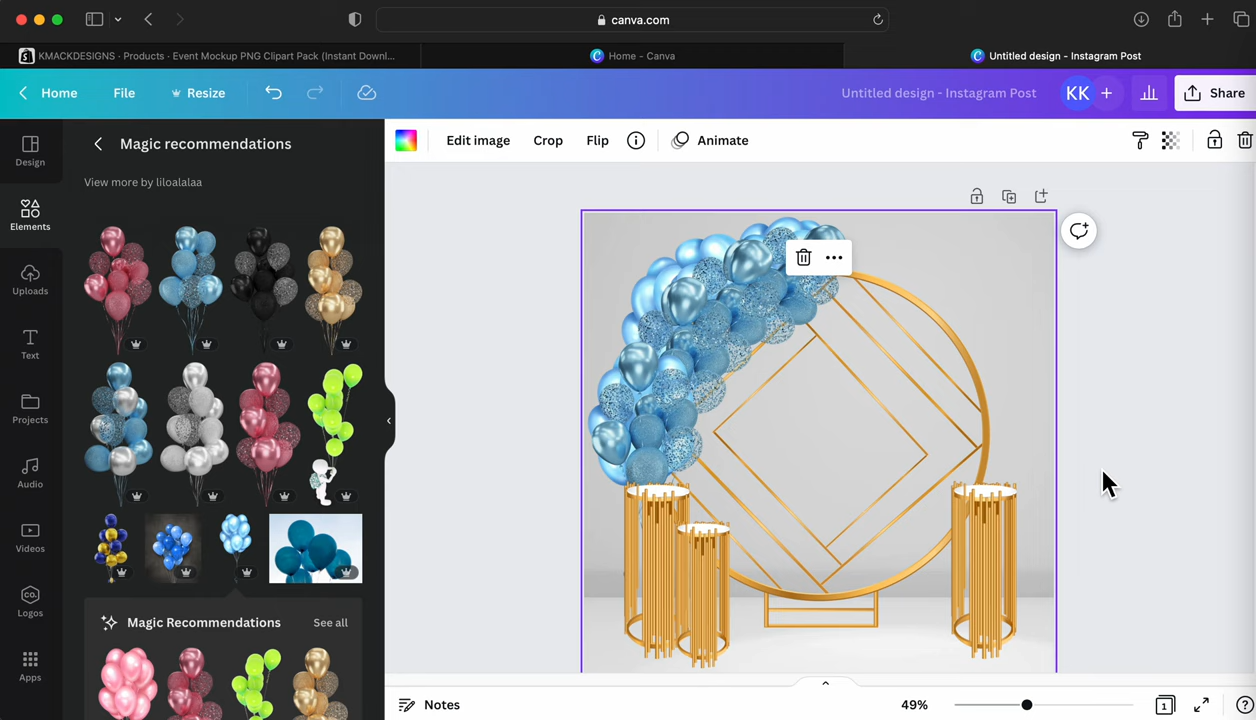 canva.com
KMACKDESIGNS · Products · Event Mockup PNG Clipart Pack (Instant Downl...
Home - Canva
Untitled design - Instagram Post
Home
File
Resize
Untitled design - Instagram Post
KK
Share
Design
Elements
Uploads
Text
Projects
Audio
Videos
Logos
Apps
Magic recommendations
View more by liloalalaa
Magic Recommendations
See all
Edit image
Crop
Flip
Animate
Notes
49%
1